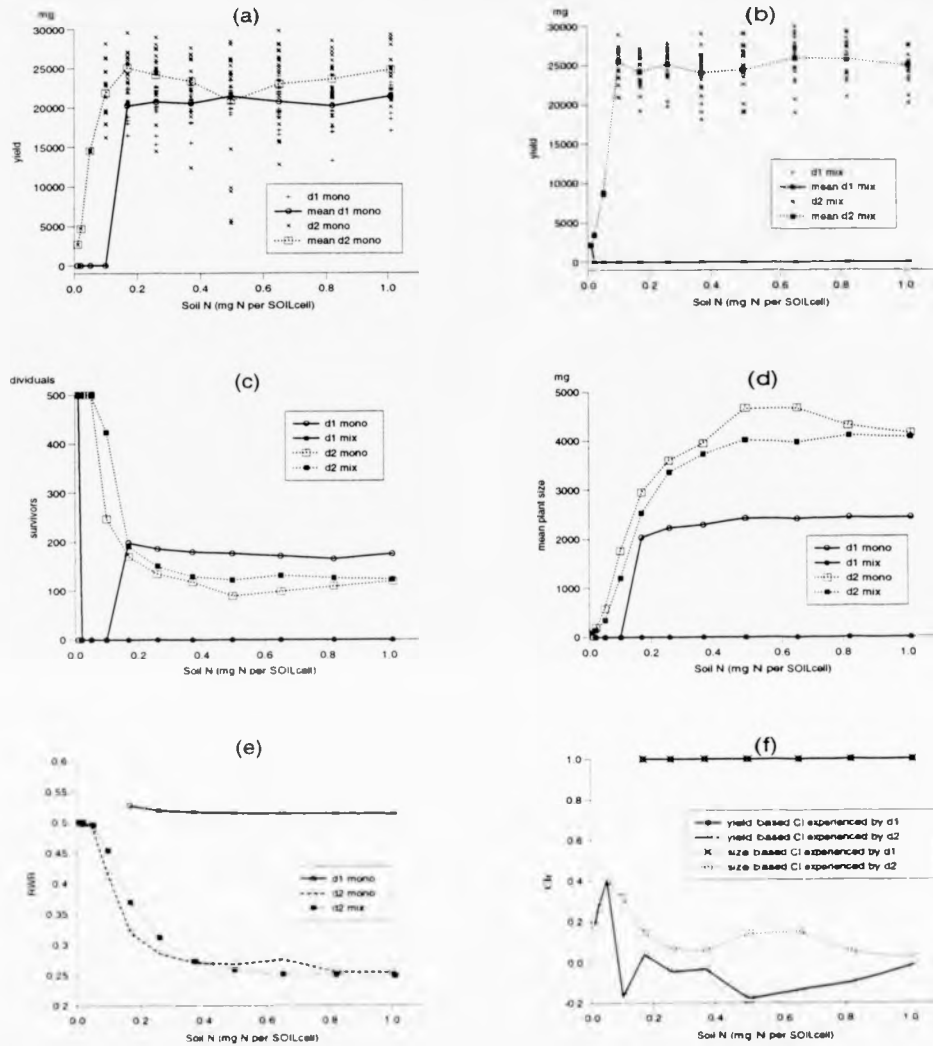 (a)
mg
30000
25000
20000
15000
10000
5000
0
yield
d1 mono
mean d1 mono
d2 mono
mean d2 mono
0.0 0.2 0.4 0.6 0.8 1.0
Soil N (mg N per SOILcell)
(b)
mg
30000
25000
20000
15000
10000
5000
0
yield
d1 mix
mean d1 mix
d2 mix
mean d2 mix
0.0 0.2 0.4 0.6 0.8 1.0
Soil N (mg N per SOILcell)
(c)
dividuals
500
400
300
200
100
0
survivors
d1 mono
d1 mix
d2 mono
d2 mix
0.0 0.2 0.4 0.6 0.8 1.0
Soil N (mg N per SOILcell)
(d)
mg
5000
4000
3000
2000
1000
0
mean plant size
d1 mono
d1 mix
d2 mono
d2 mix
0.0 0.2 0.4 0.6 0.8 1.0
Soil N (mg N per SOILcell)
(e)
0.6
0.55
0.5
0.45
0.4
0.35
0.3
0.25
0.2
RWR
d1 mono
d2 mono
d2 mix
0.0 0.2 0.4 0.6 0.8 1.0
Soil N (mg N per SOILcell)
(f)
1.0
0.8
0.6
0.4
0.2
0.0
-0.2
yield based CI experienced by d1
yield based CI experienced by d2
size based CI experienced by d1
size based CI experienced by d2
0.0 0.2 0.4 0.6 0.8 1.0
Soil N (mg N per SOILcell)